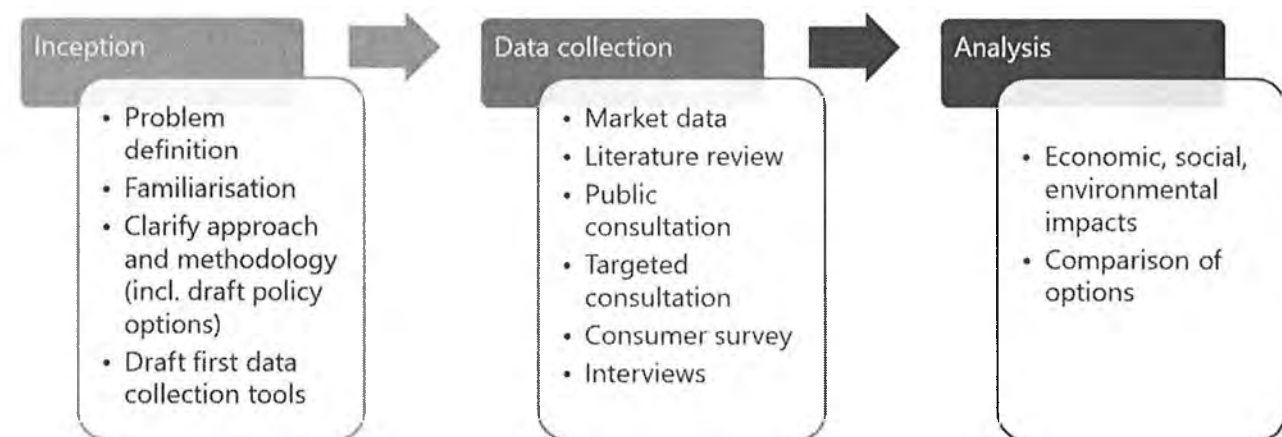 Inception
• Problem
definition
• Familiarisation
• Clarify approach
and methodology
(incl. draft policy
options)
• Draft first data
collection tools
Data collection
• Market data
• Literature review
• Public
consultation
• Targeted
consultation
• Consumer survey
• Interviews
Analysis
• Economic, social,
environmental
impacts
• Comparison of
options